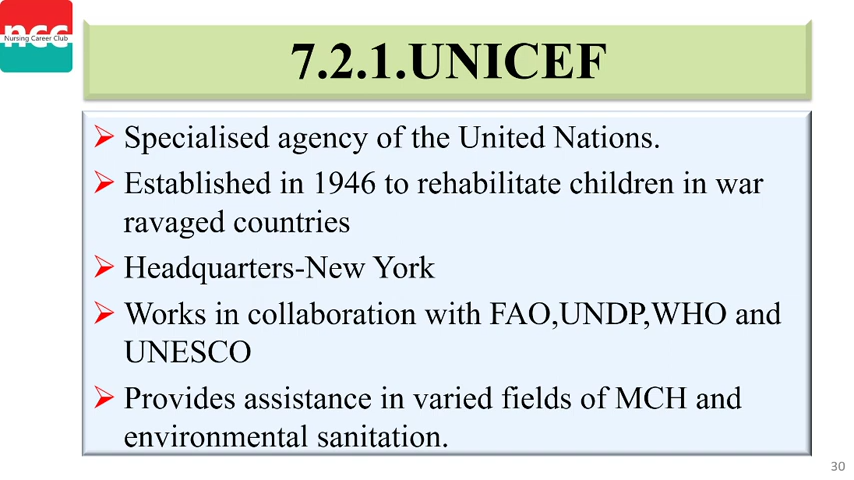 ncc
Nursing Career Club
7.2.1.UNICEF
➢ Specialised agency of the United Nations.
➢ Established in 1946 to rehabilitate children in war
ravaged countries
➢ Headquarters-New York
➢ Works in collaboration with FAO,UNDP,WHO and
UNESCO
➢ Provides assistance in varied fields of MCH and
environmental sanitation.
30